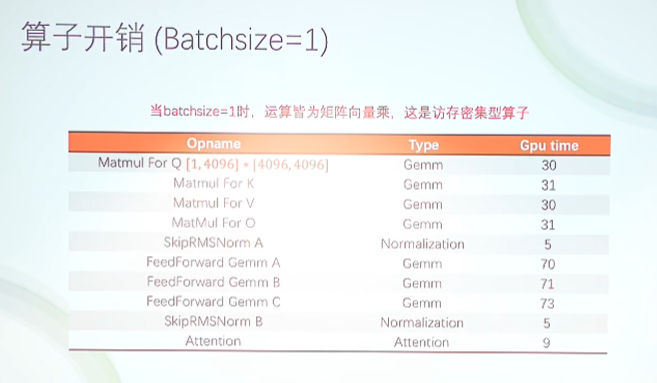 算子开销 (Batchsize=1)
当batchsize=1时，运算皆为矩阵向量乘，这是访存密集型算子
Opname Type Gpu time
Matmul For Q [1, 4096] * [4096, 4096] Gemm 30
Matmul For K Gemm 31
Matmul For V Gemm 30
MatMul For O Gemm 31
SkipRMSNorm A Normalization 5
FeedForward Gemm A Gemm 70
FeedForward Gemm B Gemm 71
FeedForward Gemm C Gemm 73
SkipRMSNorm B Normalization 5
Attention Attention 9